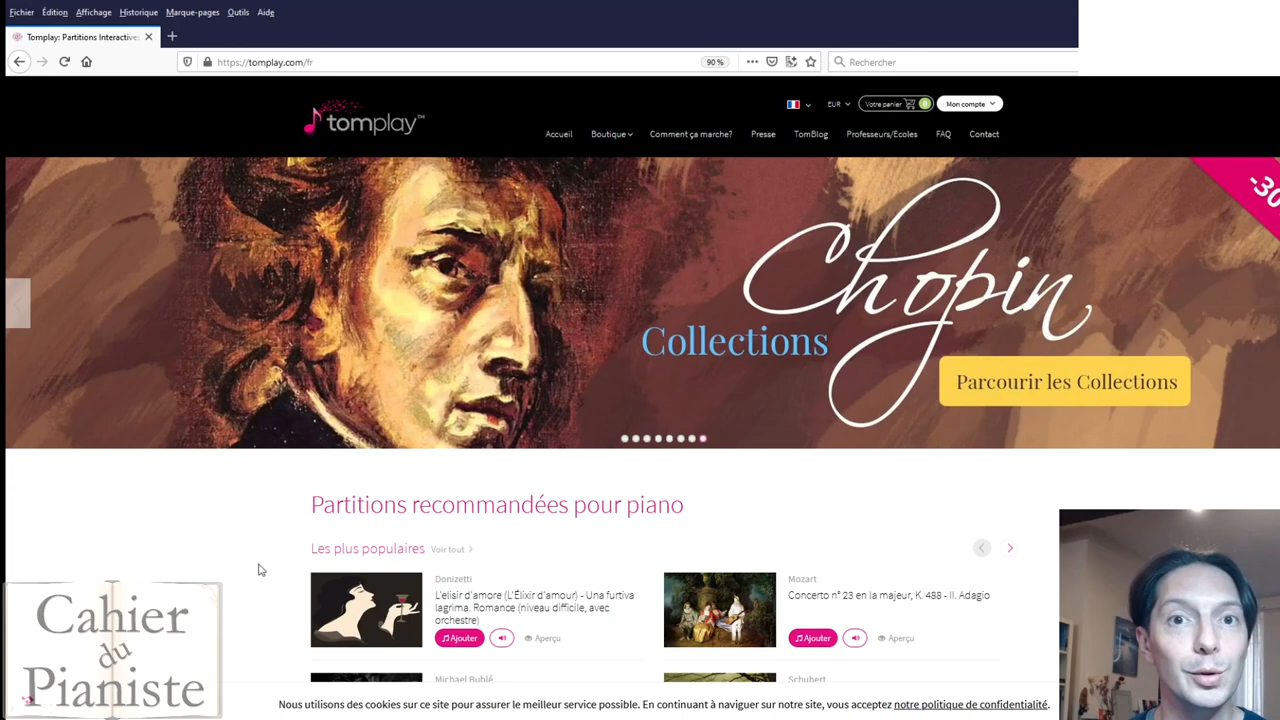 Fichier Édition Affichage Historique Marque-pages Outils Aide
Tomplay: Partitions Interactives
https://tomplay.com/fr 90 % Rechercher
tomplay™
EUR Votre panier 0 Mon compte
Accueil Boutique Comment ça marche? Presse TomBlog Professeurs/Ecoles FAQ Contact
-30
Chopin
Collections
Parcourir les Collections
Partitions recommandées pour piano
Les plus populaires Voir tout
Donizetti
L'elisir d'amore (L'Élixir d'amour) - Una furtiva
lagrima. Romance (niveau difficile, avec
orchestre)
Ajouter Aperçu
Mozart
Concerto n° 23 en la majeur, K. 488 - II. Adagio
Ajouter Aperçu
Michael Bublé
Schubert
Cahier
du
Pianiste
Nous utilisons des cookies sur ce site pour assurer le meilleur service possible. En continuant à naviguer sur notre site, vous acceptez notre politique de confidentialité.